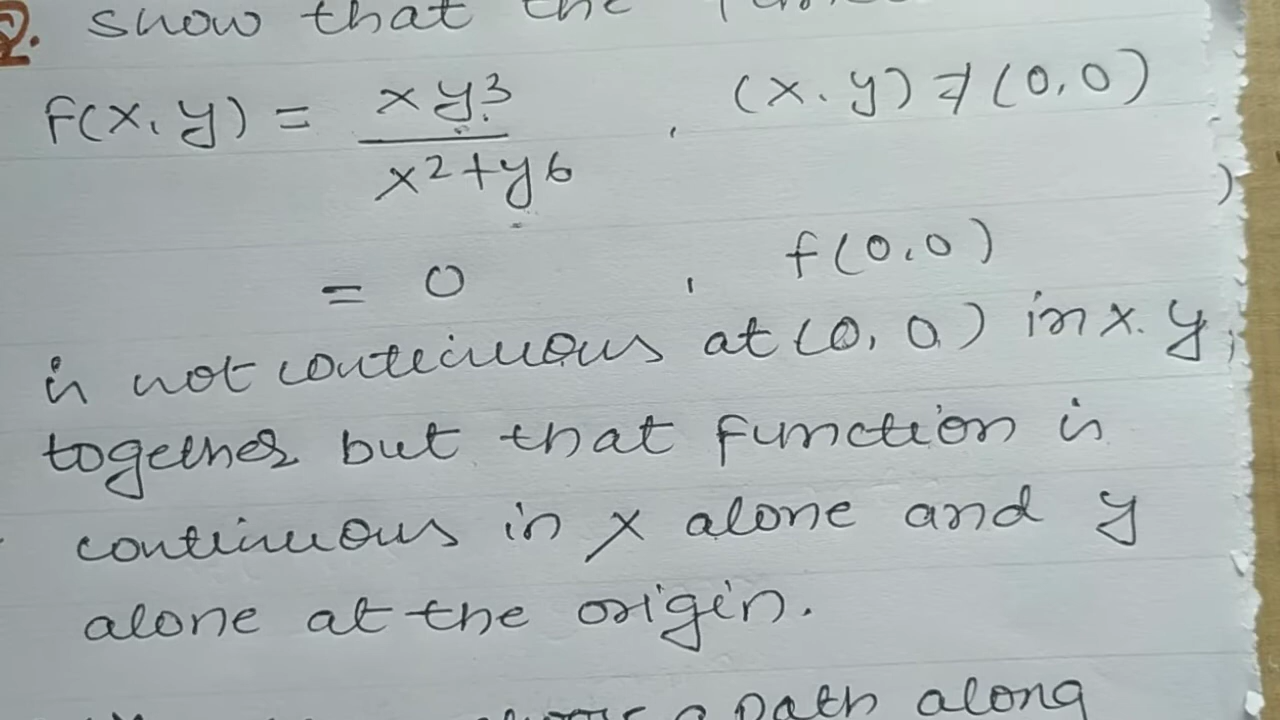 Q. show that the
f(x, y) = xy3 / x2+y6 , (x. y) ≠ (0,0)
)
= 0 , f(0,0)
is not continuous at (0, 0) in x. y,
together but that function is
continuous in x alone and y
alone at the origin.
a path along